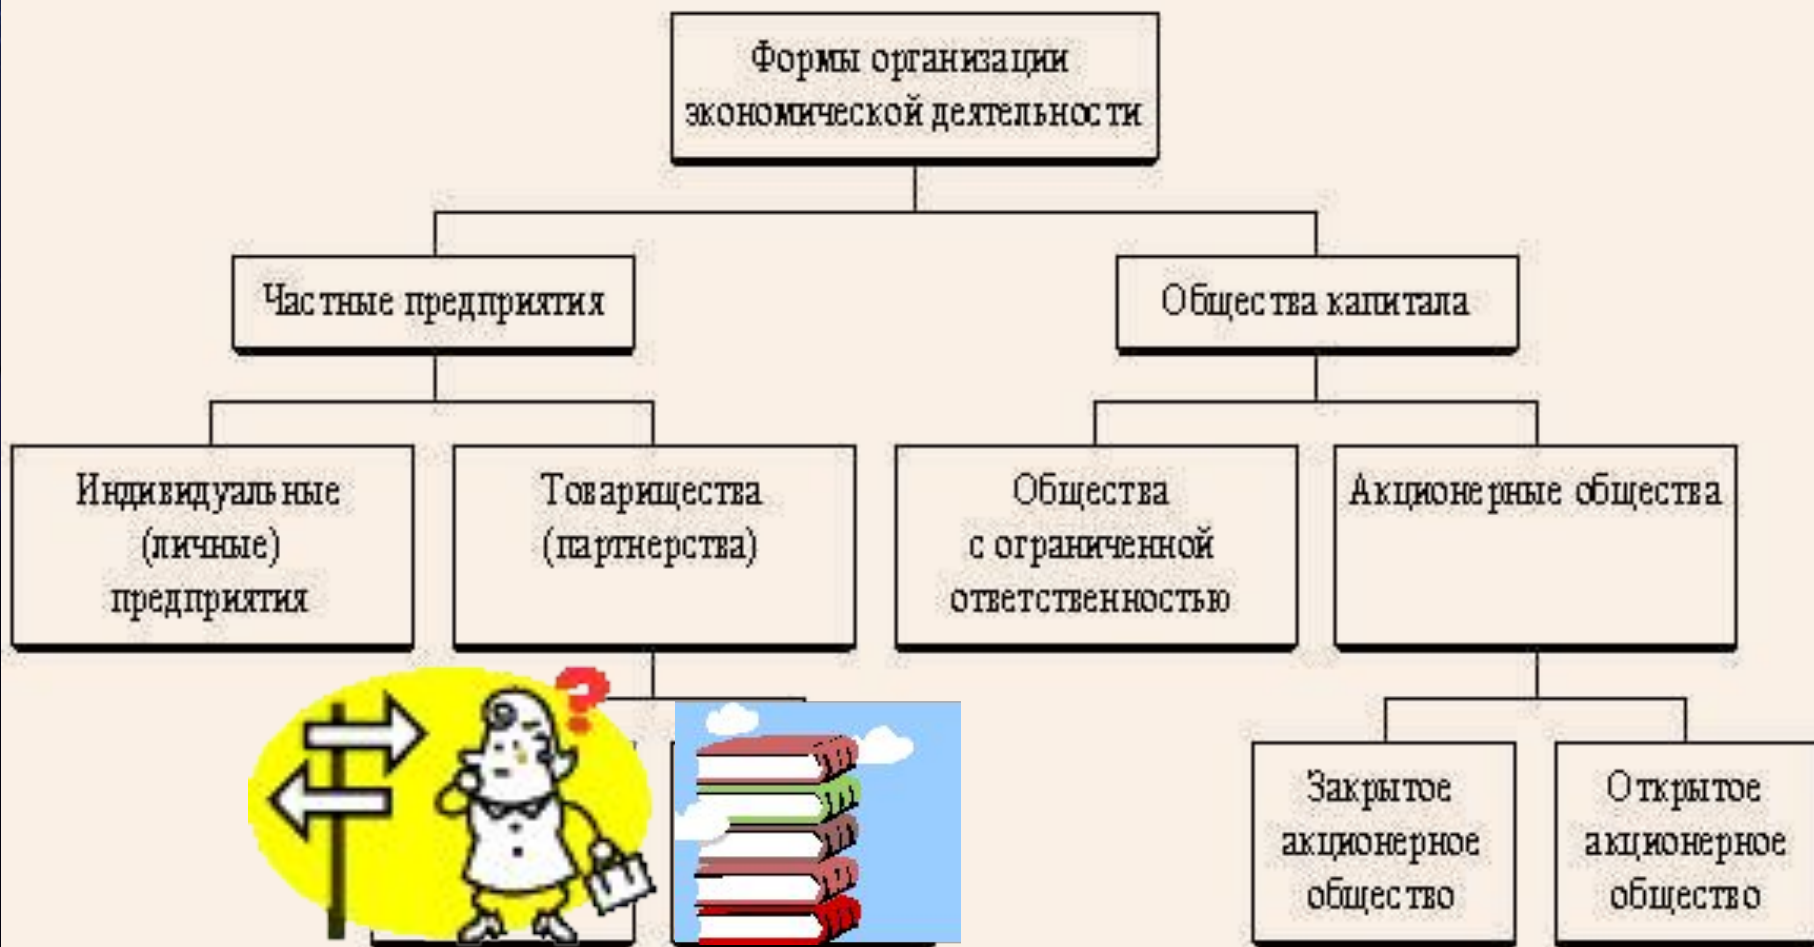 Формы организации
экономической деятельности
Частные предприятия
Общества капитала
Индивидуальные
(личные)
предприятия
Товарищества
(партнерства)
Общества
с ограниченной
ответственностью
Акционерные общества
Закрытое
акционерное
общество
Открытое
акционерное
общество